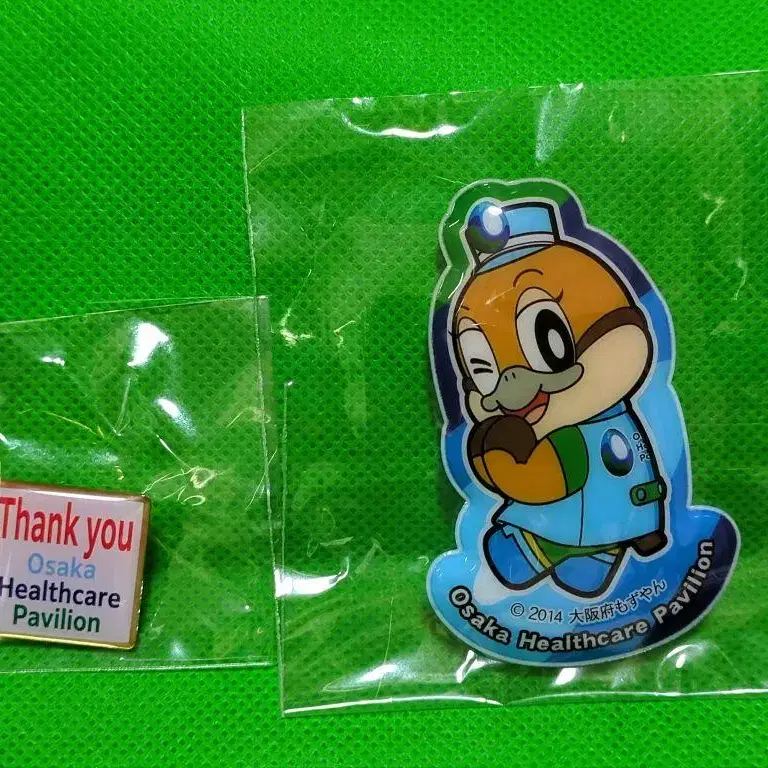 Thank you
Osaka
Healthcare
Pavilion
© 2014 大阪府もずやん
Osaka Healthcare Pavilion